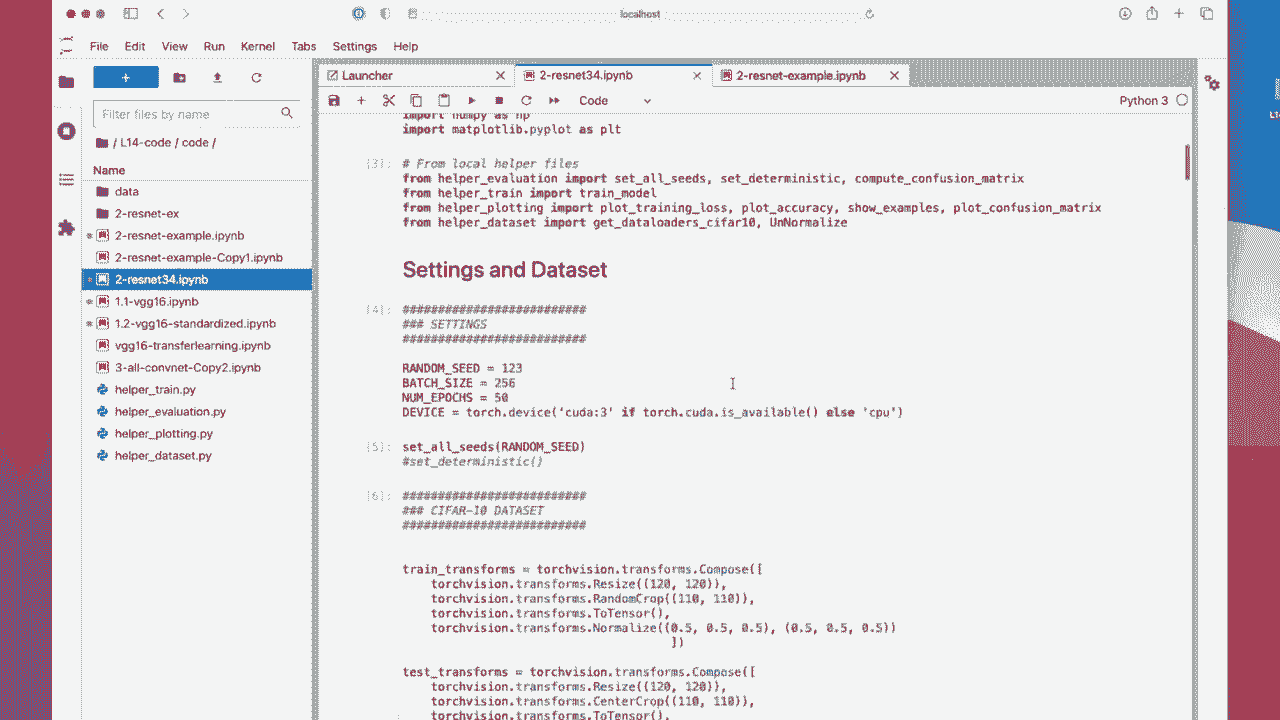 localhost
File Edit View Run Kernel Tabs Settings Help
+
Filter files by name
/ L14-code / code /
Name
data
2-resnet-ex
2-resnet-example.ipynb
2-resnet-example-Copy1.ipynb
2-resnet34.ipynb
1.1-vgg16.ipynb
1.2-vgg16-standardized.ipynb
vgg16-transferlearning.ipynb
3-all-convnet-Copy2.ipynb
helper_train.py
helper_evaluation.py
helper_plotting.py
helper_dataset.py
Launcher
2-resnet34.ipynb
2-resnet-example.ipynb
Code
Python 3
import numpy as np
import matplotlib.pyplot as plt
[3]: # From local helper files
from helper_evaluation import set_all_seeds, set_deterministic, compute_confusion_matrix
from helper_train import train_model
from helper_plotting import plot_training_loss, plot_accuracy, show_examples, plot_confusion_matrix
from helper_dataset import get_dataloaders_cifar10, UnNormalize
Settings and Dataset
[4]: ##########################
### SETTINGS
##########################
RANDOM_SEED = 123
BATCH_SIZE = 256
NUM_EPOCHS = 50
DEVICE = torch.device('cuda:3' if torch.cuda.is_available() else 'cpu')
[5]: set_all_seeds(RANDOM_SEED)
#set_deterministic()
[6]: ##########################
### CIFAR-10 DATASET
##########################
train_transforms = torchvision.transforms.Compose([
torchvision.transforms.Resize((120, 120)),
torchvision.transforms.RandomCrop((110, 110)),
torchvision.transforms.ToTensor(),
torchvision.transforms.Normalize((0.5, 0.5, 0.5), (0.5, 0.5, 0.5))
])
test_transforms = torchvision.transforms.Compose([
torchvision.transforms.Resize((120, 120)),
torchvision.transforms.CenterCrop((110, 110)),
torchvision.transforms.ToTensor(),